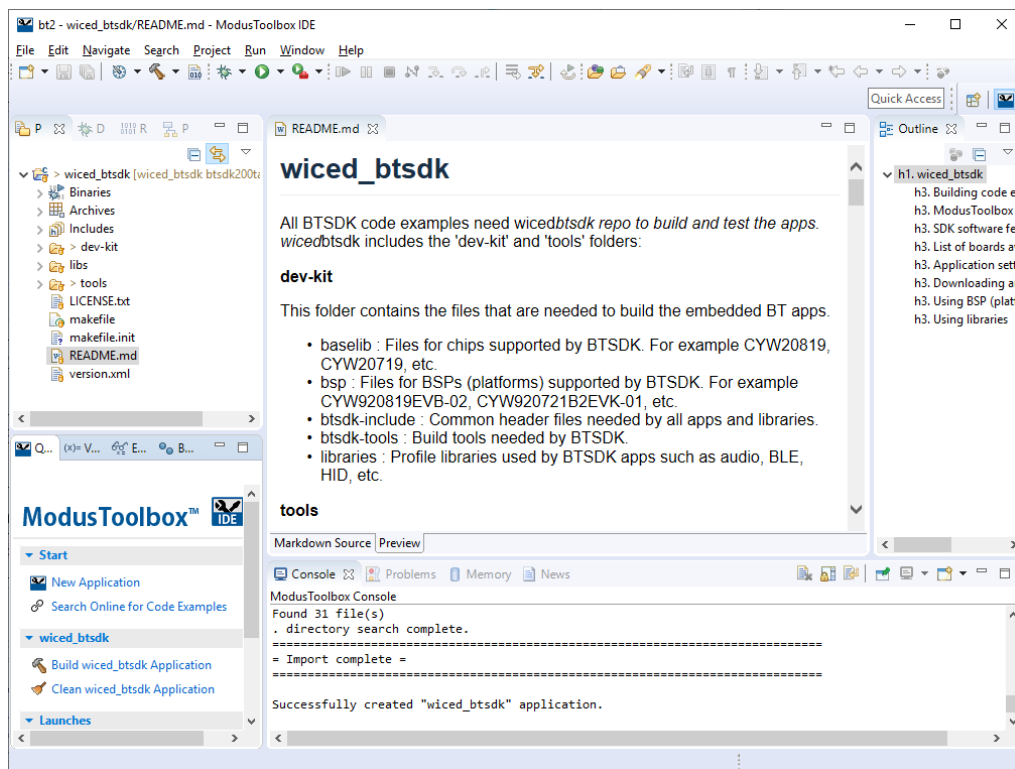 bt2 - wiced_btsdk/README.md - ModusToolbox IDE
File Edit Navigate Search Project Run Window Help
Quick Access
P D R P
> wiced_btsdk [wiced_btsdk btsdk200ta
Binaries
Archives
Includes
> dev-kit
libs
> tools
LICENSE.txt
makefile
makefile.init
README.md
version.xml
README.md
wiced_btsdk
All BTSDK code examples need wicedbtsdk repo to build and test the apps.
wicedbtsdk includes the 'dev-kit' and 'tools' folders:
dev-kit
This folder contains the files that are needed to build the embedded BT apps.
• baselib : Files for chips supported by BTSDK. For example CYW20819,
CYW20719, etc.
• bsp : Files for BSPs (platforms) supported by BTSDK. For example
CYW920819EVB-02, CYW920721B2EVK-01, etc.
• btsdk-include : Common header files needed by all apps and libraries.
• btsdk-tools : Build tools needed by BTSDK.
• libraries : Profile libraries used by BTSDK apps such as audio, BLE,
HID, etc.
tools
Markdown Source Preview
Outline
h1. wiced_btsdk
h3. Building code e
h3. ModusToolbox
h3. SDK software fe
h3. List of boards a
h3. Application sett
h3. Downloading a
h3. Using BSP (plat
h3. Using libraries
Q... (x)= V... E... B...
ModusToolbox™ IDE
Start
New Application
Search Online for Code Examples
wiced_btsdk
Build wiced_btsdk Application
Clean wiced_btsdk Application
Launches
Console Problems Memory News
ModusToolbox Console
Found 31 file(s)
. directory search complete.
==============================================================================
= Import complete =
==============================================================================
Successfully created "wiced_btsdk" application.